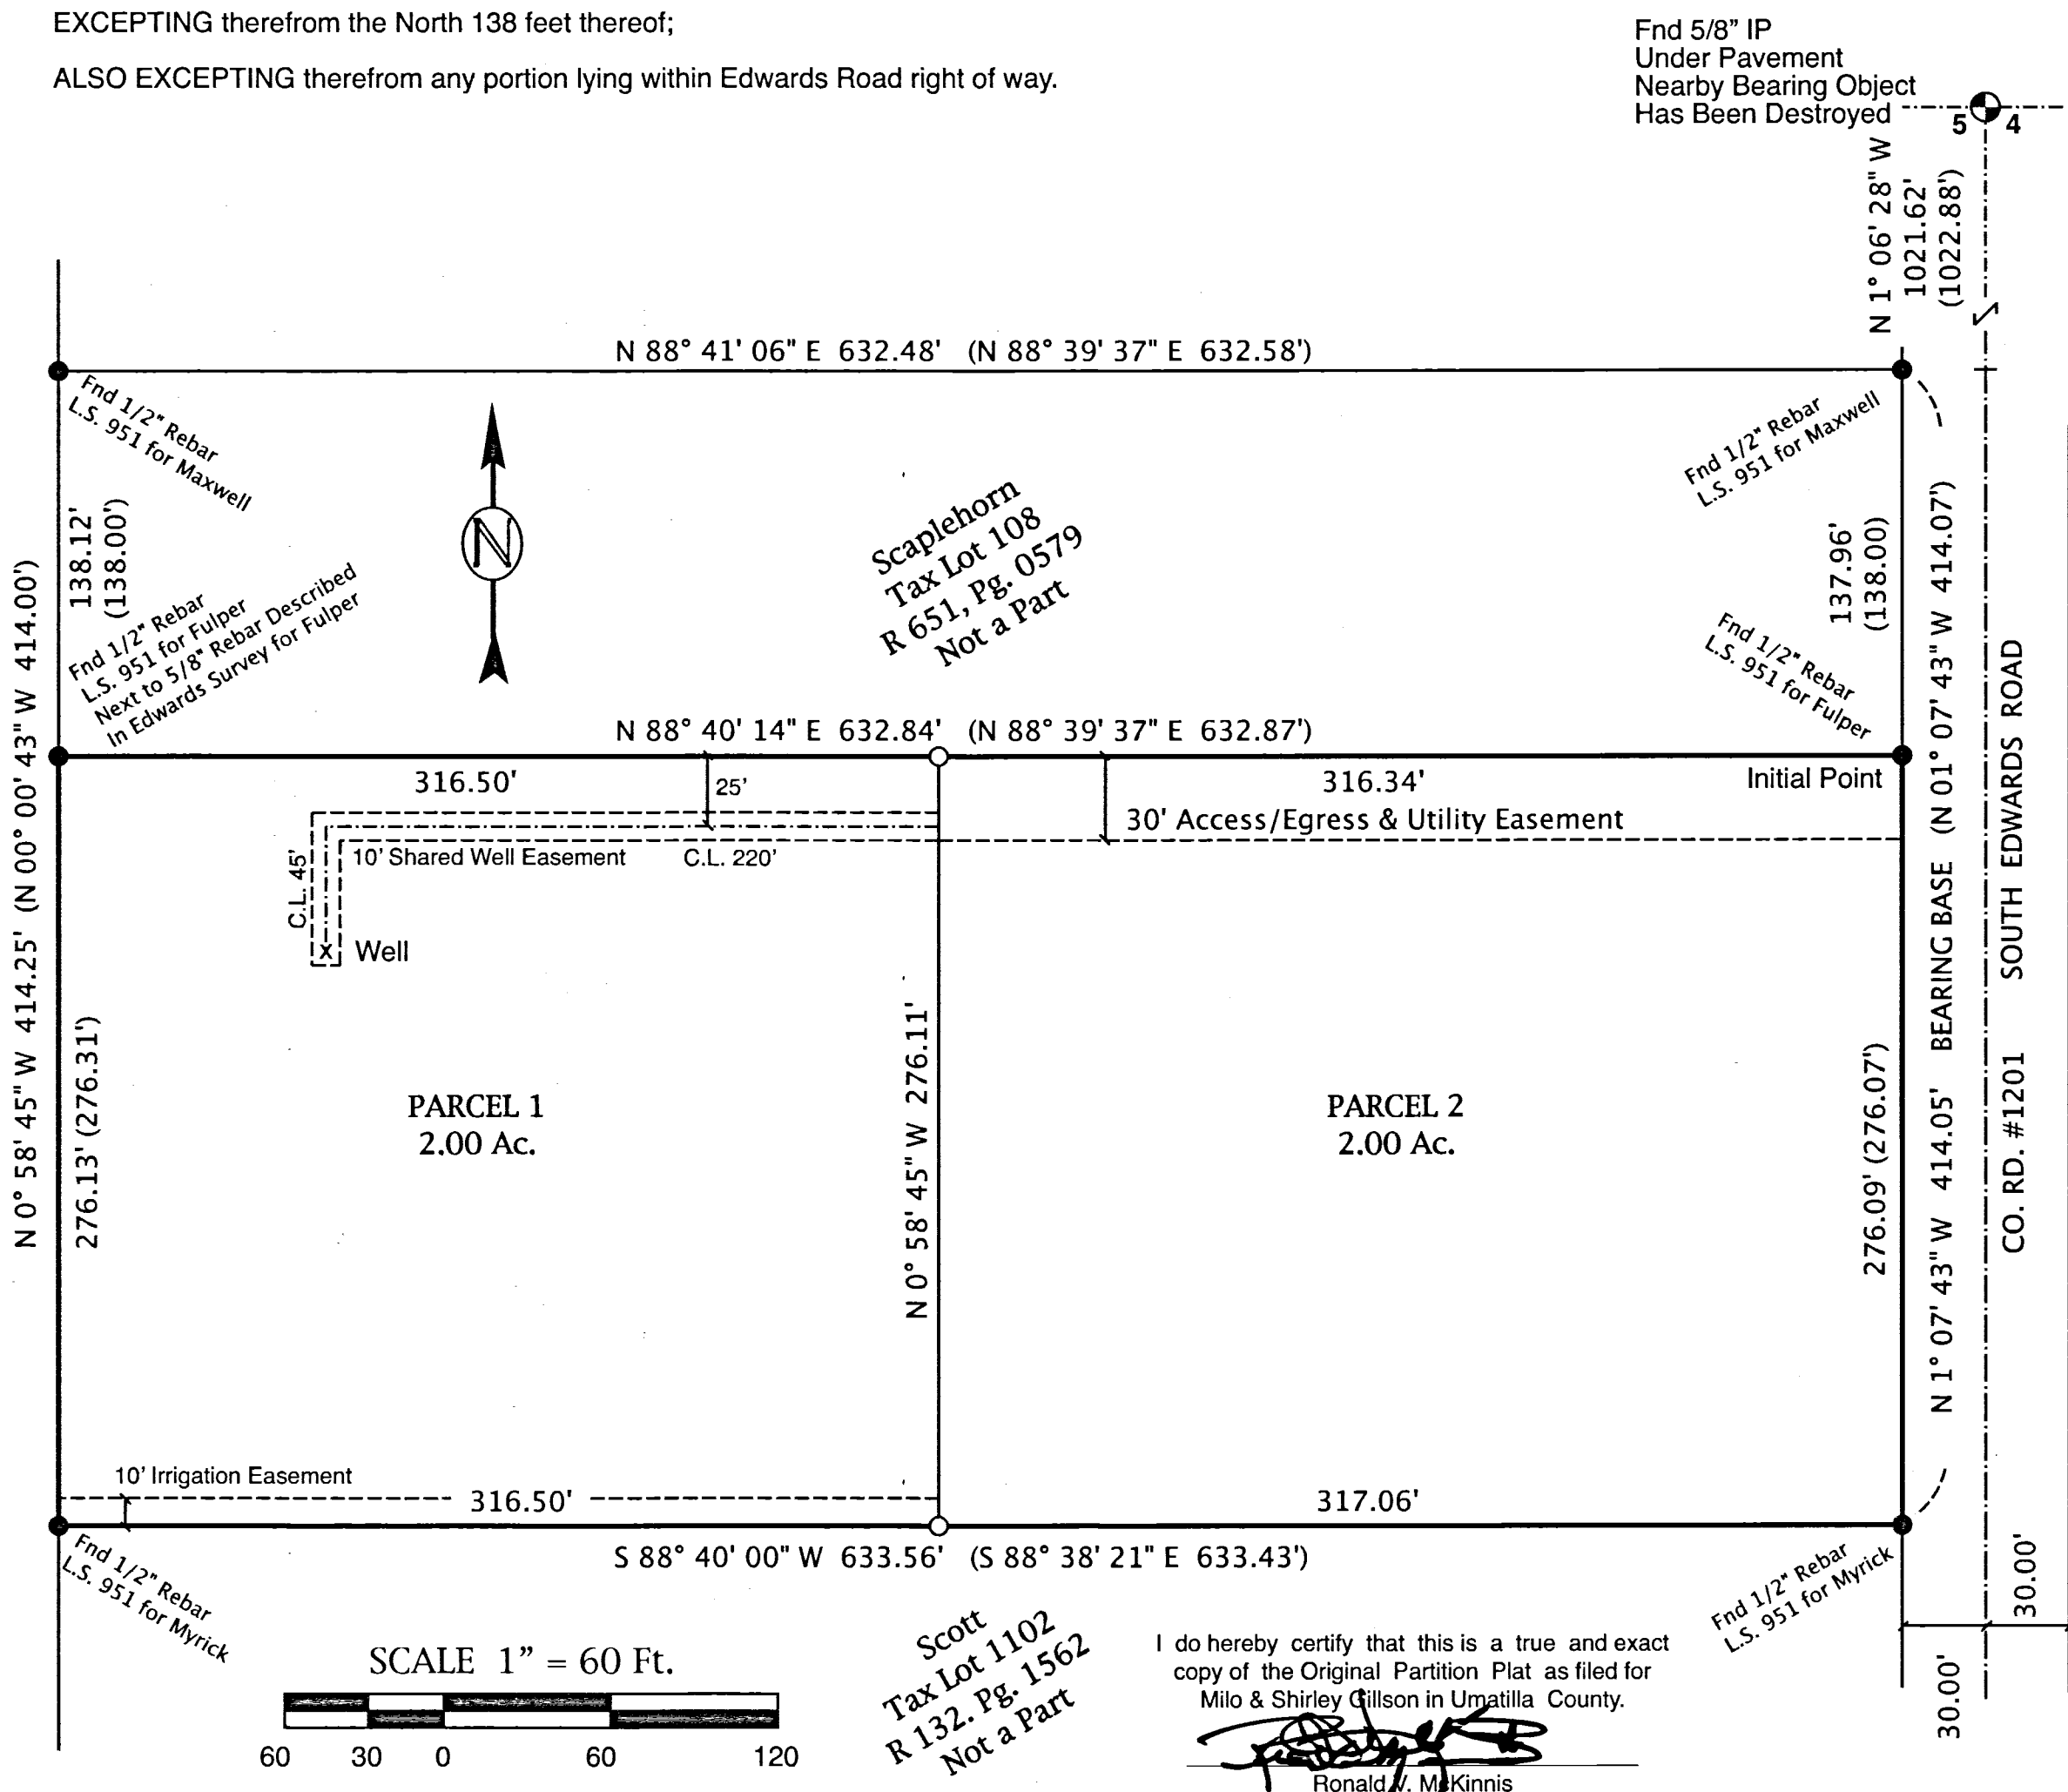 EXCEPTING therefrom the North 138 feet thereof;
ALSO EXCEPTING therefrom any portion lying within Edwards Road right of way.
Fnd 5/8" IP
Under Pavement
Nearby Bearing Object
Has Been Destroyed
5 4
N 1° 06' 28" W
1021.62'
(1022.88')
N 88° 41' 06" E 632.48' (N 88° 39' 37" E 632.58')
Fnd 1/2" Rebar
L.S. 951 for Maxwell
Fnd 1/2" Rebar
L.S. 951 for Maxwell
N
138.12'
(138.00')
Scaplehorn
Tax Lot 108
R 651, Pg. 0579
Not a Part
137.96'
(138.00')
Fnd 1/2" Rebar
L.S. 951 for Fulper
Next to 5/8" Rebar Described
In Edwards Survey for Fulper
Fnd 1/2" Rebar
L.S. 951 for Fulper
N 88° 40' 14" E 632.84' (N 88° 39' 37" E 632.87')
316.50'
25'
316.34'
Initial Point
30' Access/Egress & Utility Easement
10' Shared Well Easement
C.L. 220'
C.L. 45'
x Well
N 0° 58' 45" W 414.25' (N 00° 00' 43" W 414.00')
276.13' (276.31')
PARCEL 1
2.00 Ac.
N 0° 58' 45" W 276.11'
PARCEL 2
2.00 Ac.
276.09' (276.07')
N 1° 07' 43" W 414.05' BEARING BASE (N 01° 07' 43" W 414.07')
CO. RD. #1201 SOUTH EDWARDS ROAD
10' Irrigation Easement
316.50'
317.06'
S 88° 40' 00" W 633.56' (S 88° 38' 21" E 633.43')
Fnd 1/2" Rebar
L.S. 951 for Myrick
Fnd 1/2" Rebar
L.S. 951 for Myrick
30.00'
30.00'
SCALE 1" = 60 Ft.
60 30 0 60 120
Scott
Tax Lot 1102
R 132. Pg. 1562
Not a Part
I do hereby certify that this is a true and exact
copy of the Original Partition Plat as filed for
Milo & Shirley Gillson in Umatilla County.
Ronald V. McKinnis